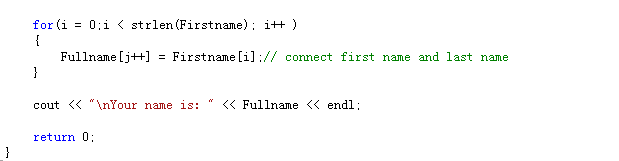 for(i = 0;i < strlen(Firstname); i++ )
{
Fullname[j++] = Firstname[i];// connect first name and last name
}
cout << "\nYour name is: " << Fullname << endl;
return 0;
}